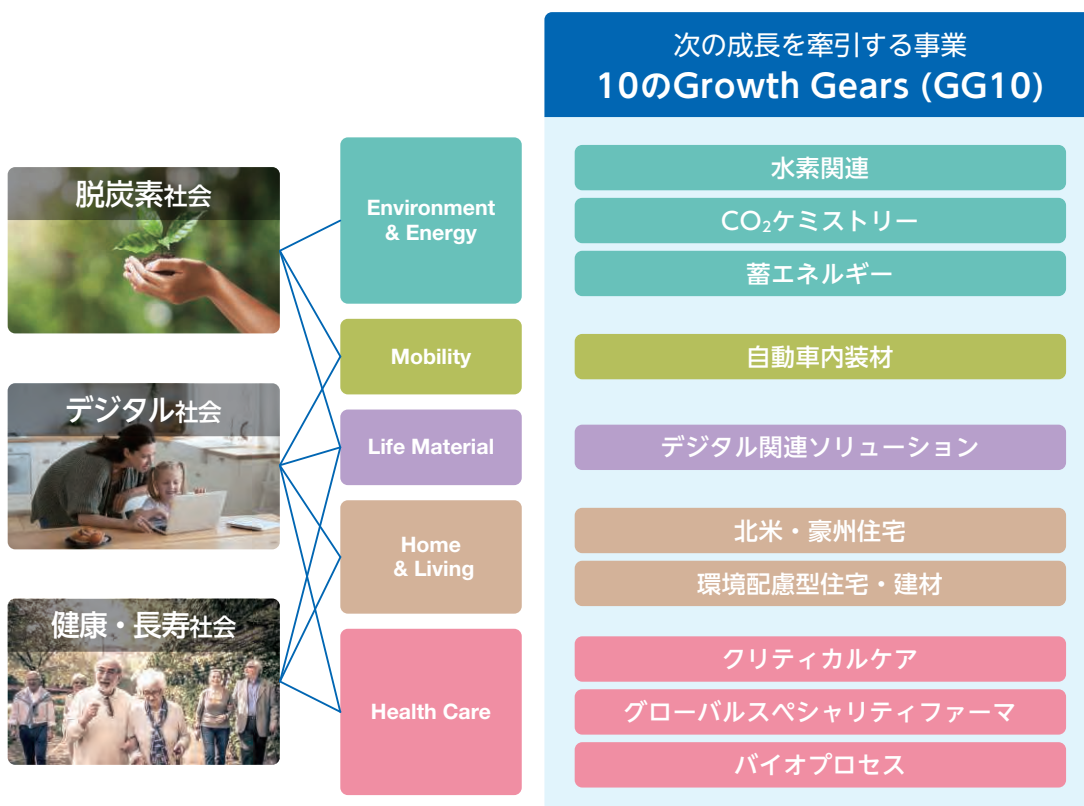 次の成長を牽引する事業
10のGrowth Gears (GG10)
脱炭素社会
デジタル社会
健康・長寿社会
Environment
& Energy
Mobility
Life Material
Home
& Living
Health Care
水素関連
CO₂ケミストリー
蓄エネルギー
自動車内装材
デジタル関連ソリューション
北米・豪州住宅
環境配慮型住宅・建材
クリティカルケア
グローバルスペシャリティファーマ
バイオプロセス